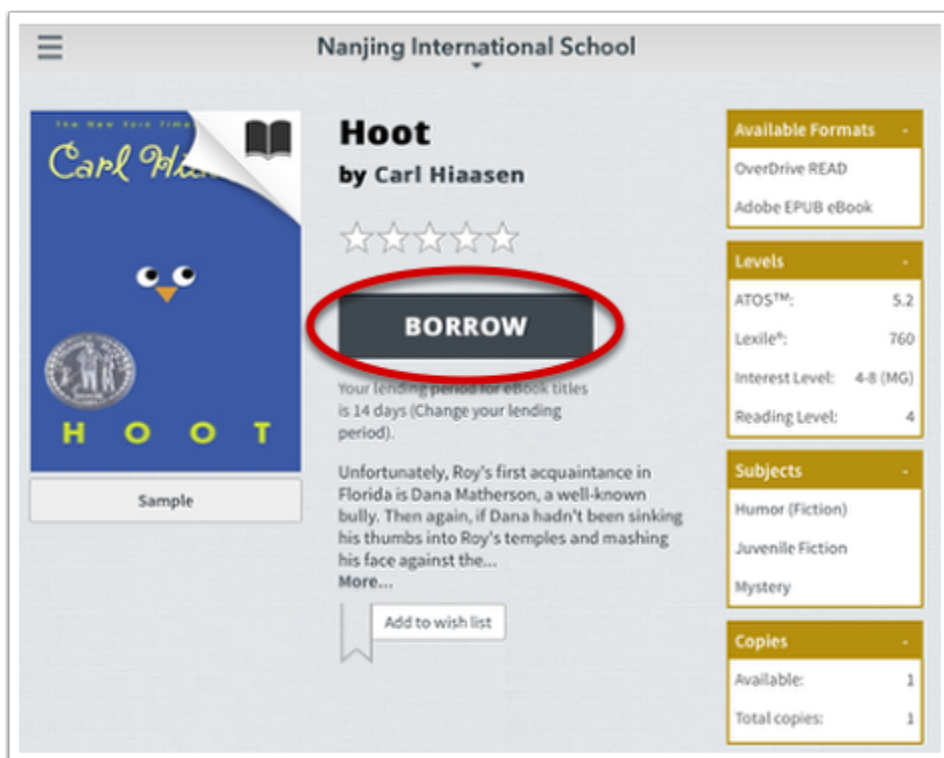 Nanjing International School
The New York Times
Carl Hiaa
HOOT
Sample
Hoot
by Carl Hiaasen
BORROW
Your lending period for eBook titles
is 14 days (Change your lending
period).
Unfortunately, Roy's first acquaintance in
Florida is Dana Matherson, a well-known
bully. Then again, if Dana hadn't been sinking
his thumbs into Roy's temples and mashing
his face against the...
More...
Add to wish list
Available Formats -
OverDrive READ
Adobe EPUB eBook
Levels -
ATOS™: 5.2
Lexile®: 760
Interest Level: 4-8 (MG)
Reading Level: 4
Subjects -
Humor (Fiction)
Juvenile Fiction
Mystery
Copies -
Available: 1
Total copies: 1